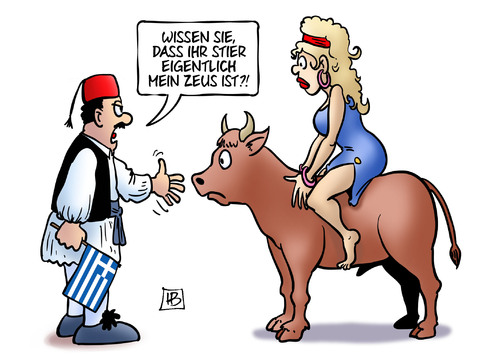 WISSEN SIE,
DASS IHR STIER
EIGENTLICH
MEIN ZEUS IST?!
HB